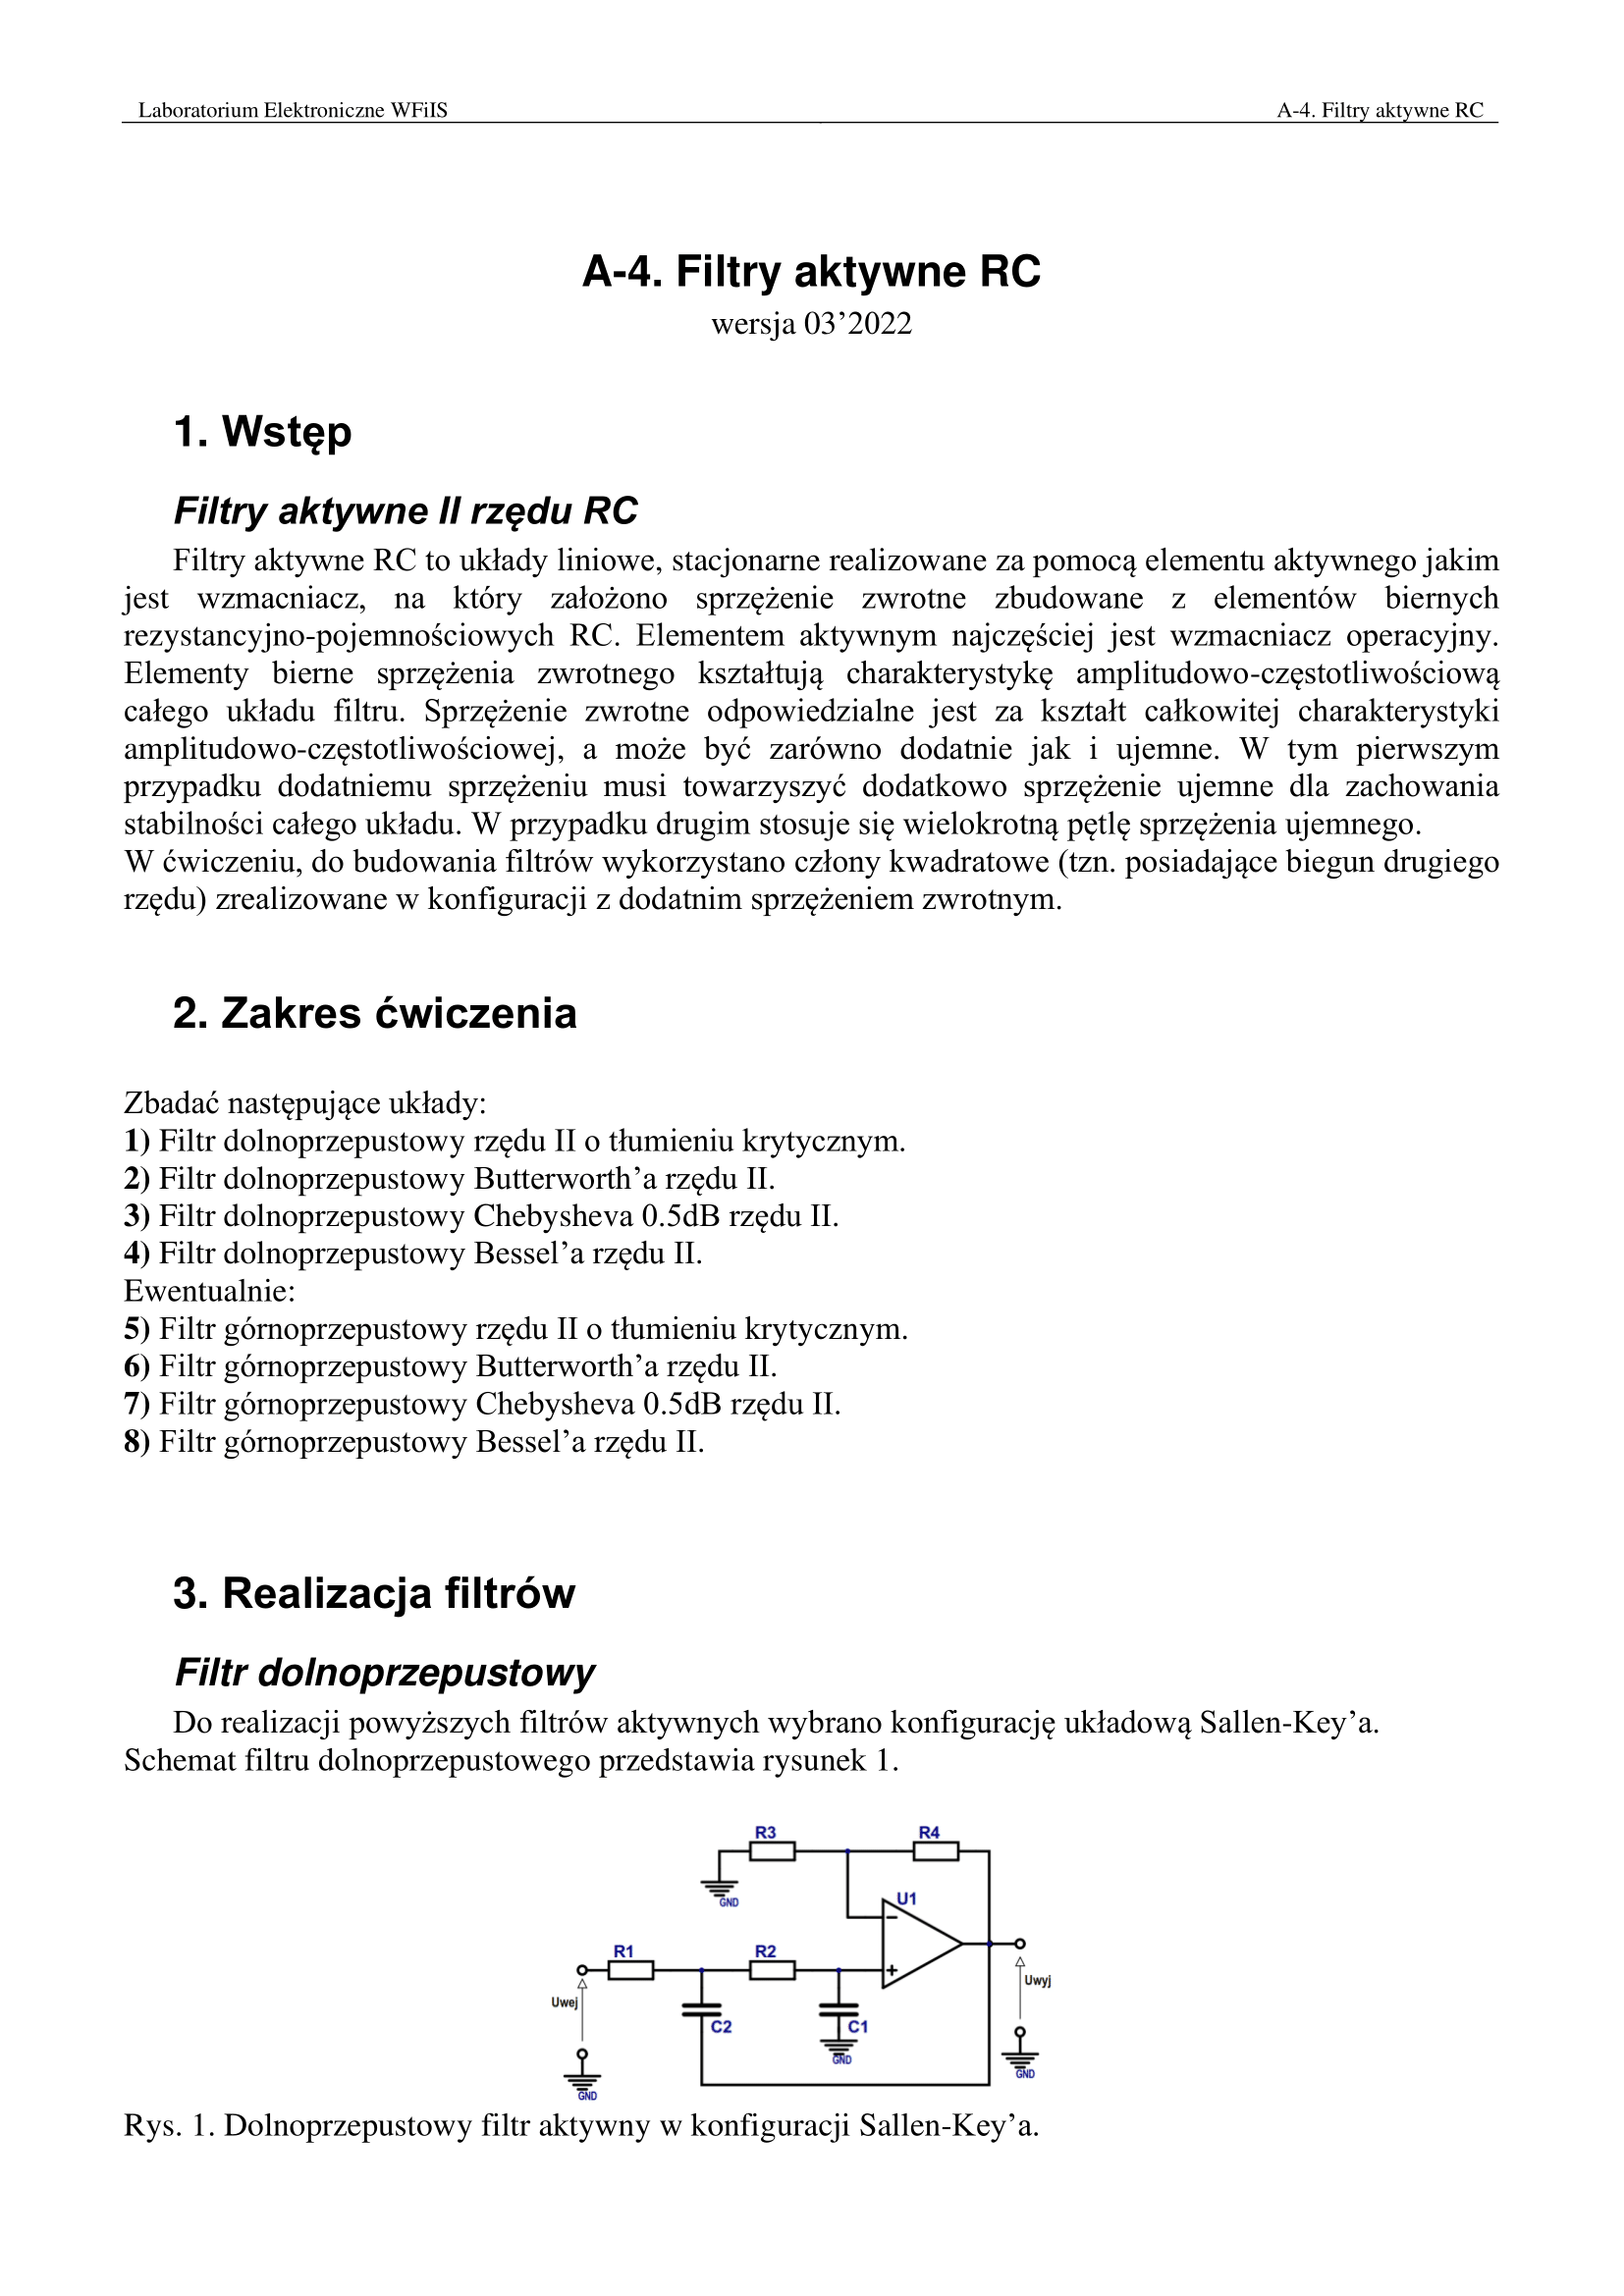 Laboratorium Elektroniczne WFiIS A-4. Filtry aktywne RC
A-4. Filtry aktywne RC
wersja 03’2022
1. Wstęp
Filtry aktywne II rzędu RC
Filtry aktywne RC to układy liniowe, stacjonarne realizowane za pomocą elementu aktywnego jakim
jest wzmacniacz, na który założono sprzężenie zwrotne zbudowane z elementów biernych
rezystancyjno-pojemnościowych RC. Elementem aktywnym najczęściej jest wzmacniacz operacyjny.
Elementy bierne sprzężenia zwrotnego kształtują charakterystykę amplitudowo-częstotliwościową
całego układu filtru. Sprzężenie zwrotne odpowiedzialne jest za kształt całkowitej charakterystyki
amplitudowo-częstotliwościowej, a może być zarówno dodatnie jak i ujemne. W tym pierwszym
przypadku dodatniemu sprzężeniu musi towarzyszyć dodatkowo sprzężenie ujemne dla zachowania
stabilności całego układu. W przypadku drugim stosuje się wielokrotną pętlę sprzężenia ujemnego.
W ćwiczeniu, do budowania filtrów wykorzystano człony kwadratowe (tzn. posiadające biegun drugiego
rzędu) zrealizowane w konfiguracji z dodatnim sprzężeniem zwrotnym.
2. Zakres ćwiczenia
Zbadać następujące układy:
1) Filtr dolnoprzepustowy rzędu II o tłumieniu krytycznym.
2) Filtr dolnoprzepustowy Butterworth’a rzędu II.
3) Filtr dolnoprzepustowy Chebysheva 0.5dB rzędu II.
4) Filtr dolnoprzepustowy Bessel’a rzędu II.
Ewentualnie:
5) Filtr górnoprzepustowy rzędu II o tłumieniu krytycznym.
6) Filtr górnoprzepustowy Butterworth’a rzędu II.
7) Filtr górnoprzepustowy Chebysheva 0.5dB rzędu II.
8) Filtr górnoprzepustowy Bessel’a rzędu II.
3. Realizacja filtrów
Filtr dolnoprzepustowy
Do realizacji powyższych filtrów aktywnych wybrano konfigurację układową Sallen-Key’a.
Schemat filtru dolnoprzepustowego przedstawia rysunek 1.
R3 R4
GND
U1
R1 R2
Uwej
Uwyj
C2 C1
GND
GND
GND
Rys. 1. Dolnoprzepustowy filtr aktywny w konfiguracji Sallen-Key’a.